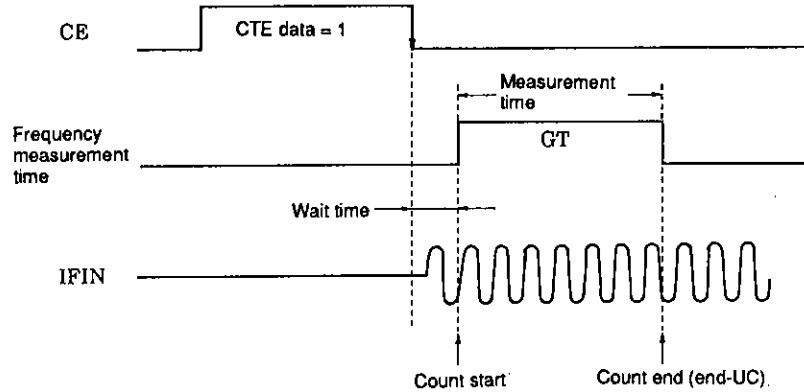 CE
CTE data = 1
Measurement
time
Frequency
measurement
time
GT
Wait time
IFIN
Count start
Count end (end-UC)